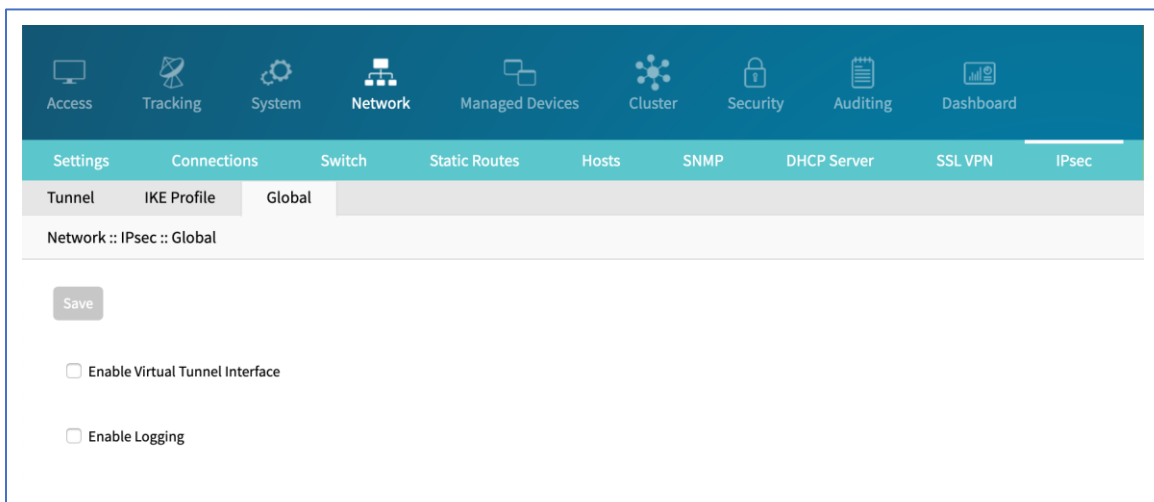 Access Tracking System Network Managed Devices Cluster Security Auditing Dashboard
Settings Connections Switch Static Routes Hosts SNMP DHCP Server SSL VPN IPsec
Tunnel IKE Profile Global
Network :: IPsec :: Global
Save
Enable Virtual Tunnel Interface
Enable Logging